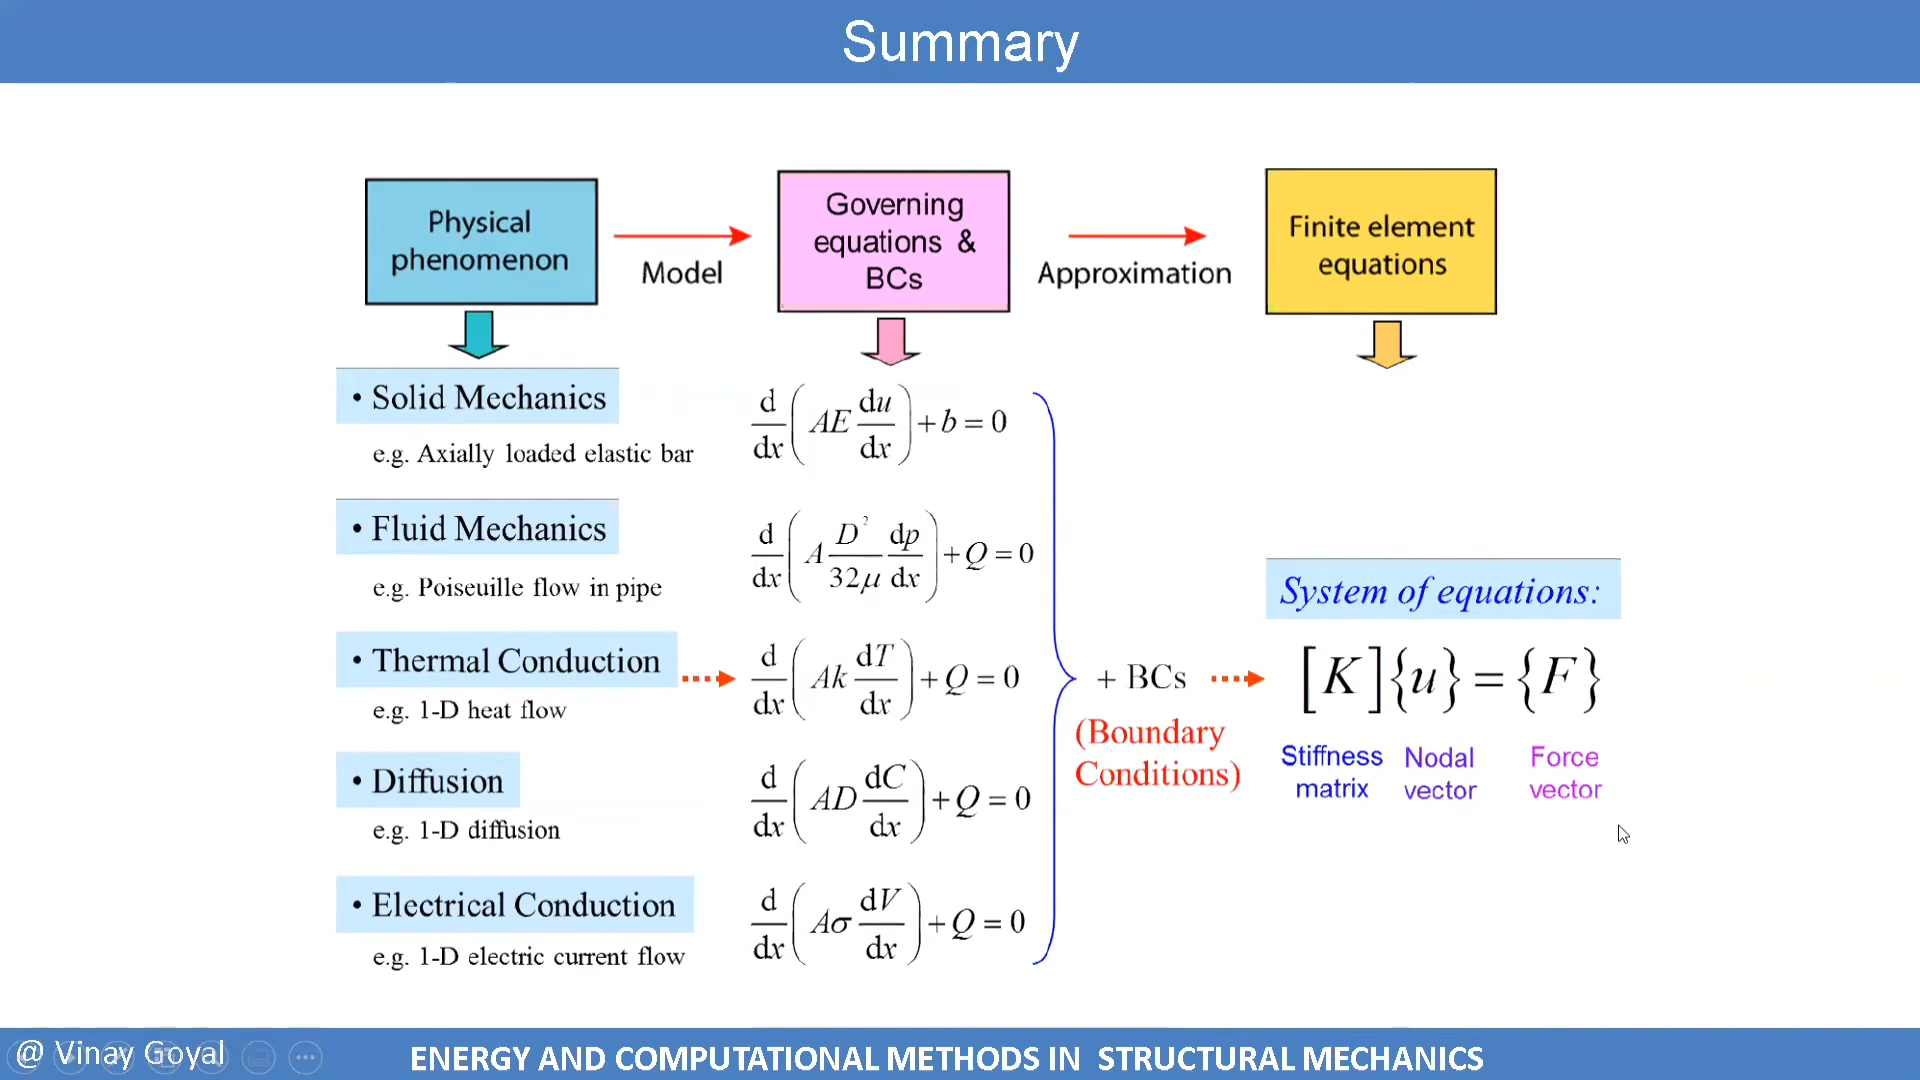 Summary
Physical
phenomenon
Model
Governing
equations &
BCs
Approximation
Finite element
equations
• Solid Mechanics
e.g. Axially loaded elastic bar
d/dx ( AE du/dx ) + b = 0
• Fluid Mechanics
e.g. Poiseuille flow in pipe
d/dx ( A D²/32μ dp/dx ) + Q = 0
• Thermal Conduction
e.g. 1-D heat flow
d/dx ( Ak dT/dx ) + Q = 0
• Diffusion
e.g. 1-D diffusion
d/dx ( AD dC/dx ) + Q = 0
• Electrical Conduction
e.g. 1-D electric current flow
d/dx ( Aσ dV/dx ) + Q = 0
+ BCs
(Boundary
Conditions)
System of equations:
[K]{u} = {F}
Stiffness
matrix
Nodal
vector
Force
vector
@ Vinay Goyal
ENERGY AND COMPUTATIONAL METHODS IN STRUCTURAL MECHANICS